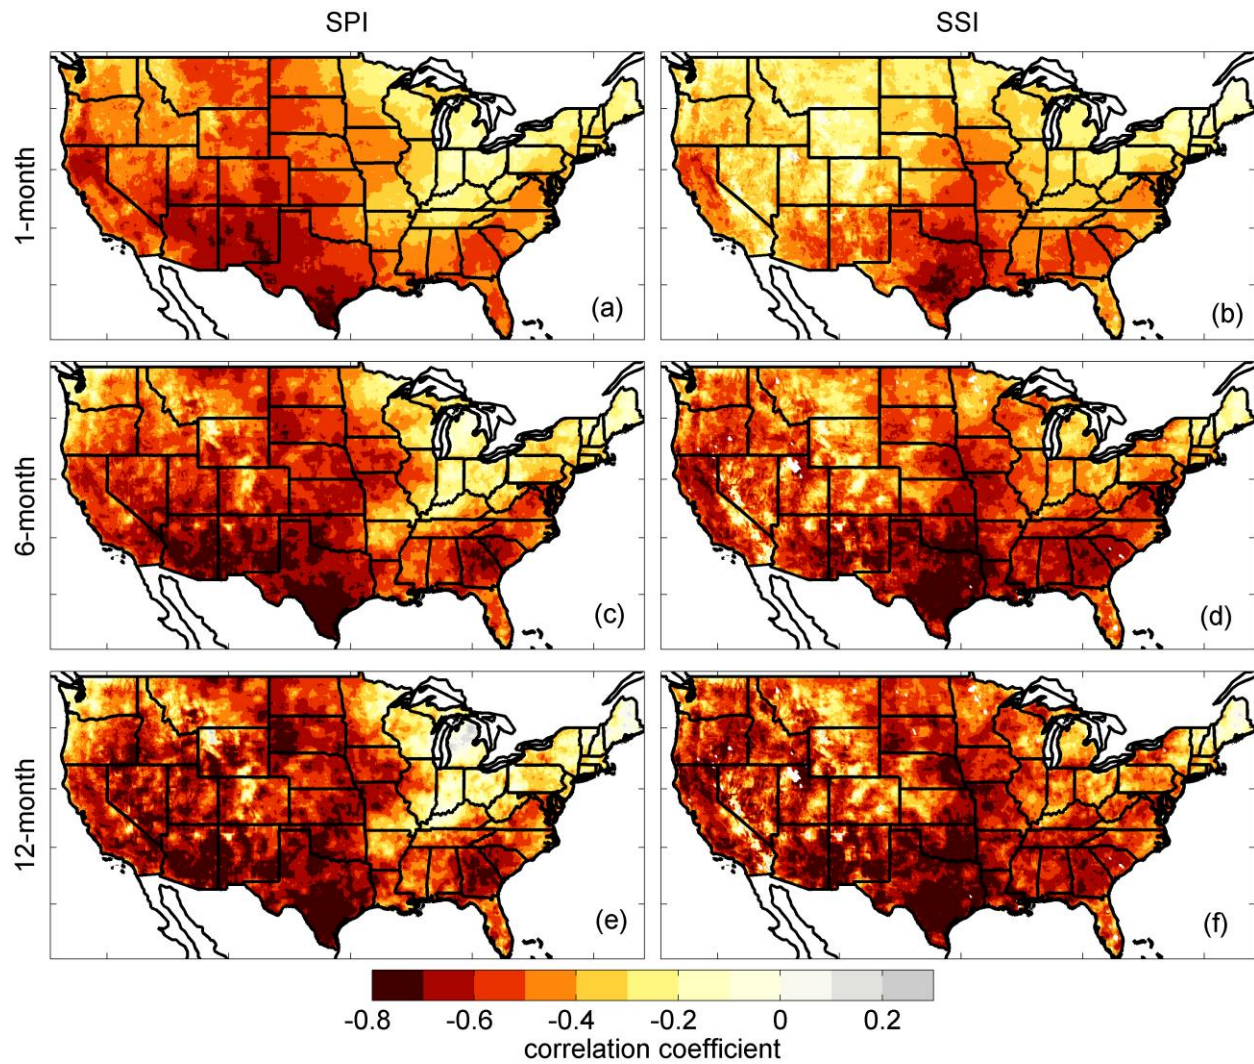 SPI SSI
1-month
(a) (b)
6-month
(c) (d)
12-month
(e) (f)
-0.8 -0.6 -0.4 -0.2 0 0.2
correlation coefficient